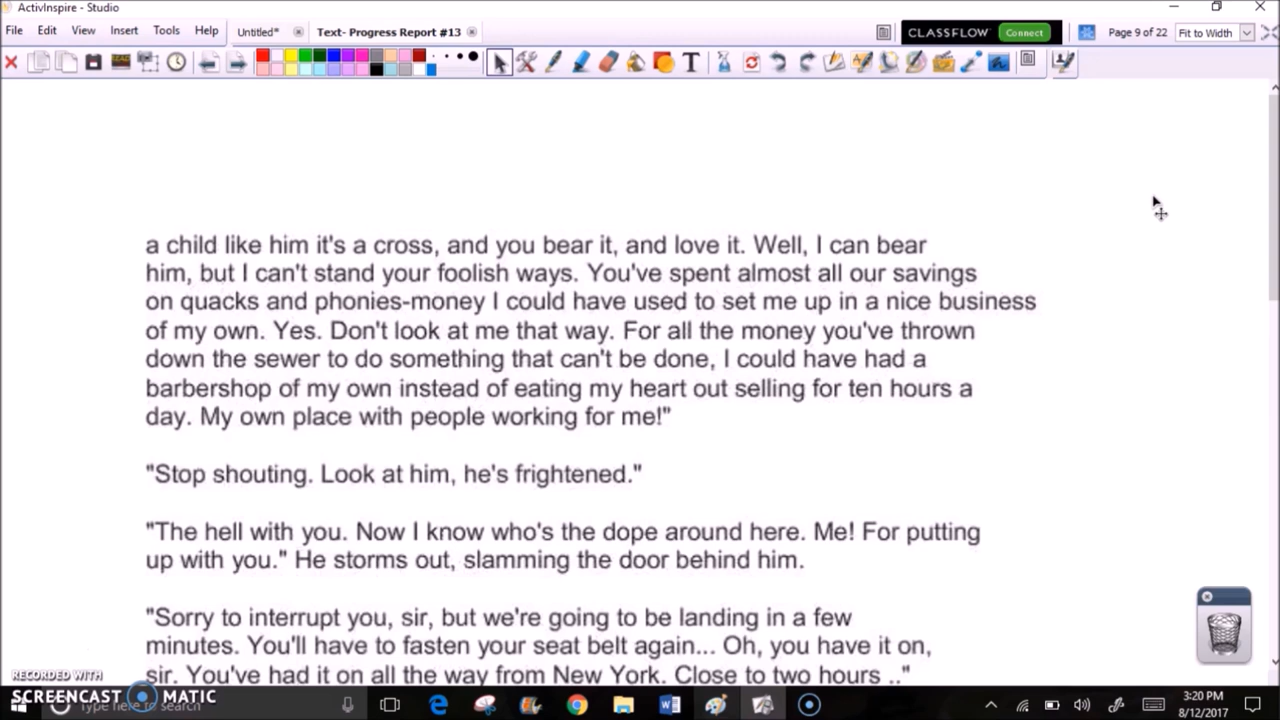 ActivInspire - Studio
File Edit View Insert Tools Help Untitled* Text- Progress Report #13 CLASSFLOW Connect Page 9 of 22 Fit to Width
a child like him it's a cross, and you bear it, and love it. Well, I can bear
him, but I can't stand your foolish ways. You've spent almost all our savings
on quacks and phonies-money I could have used to set me up in a nice business
of my own. Yes. Don't look at me that way. For all the money you've thrown
down the sewer to do something that can't be done, I could have had a
barbershop of my own instead of eating my heart out selling for ten hours a
day. My own place with people working for me!"
"Stop shouting. Look at him, he's frightened."
"The hell with you. Now I know who's the dope around here. Me! For putting
up with you." He storms out, slamming the door behind him.
"Sorry to interrupt you, sir, but we're going to be landing in a few
minutes. You'll have to fasten your seat belt again... Oh, you have it on,
sir. You've had it on all the way from New York. Close to two hours .."
RECORDED WITH
SCREENCAST MATIC
Type here to search
3:20 PM
8/12/2017